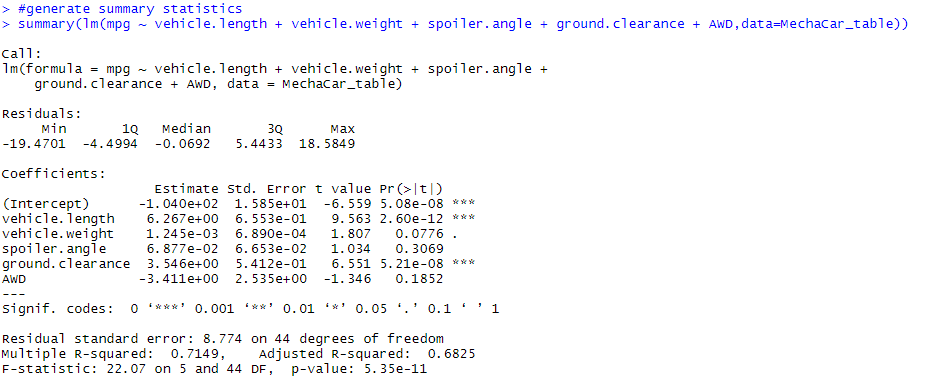 > #generate summary statistics
> summary(lm(mpg ~ vehicle.length + vehicle.weight + spoiler.angle + ground.clearance + AWD,data=MechaCar_table))
Call:
lm(formula = mpg ~ vehicle.length + vehicle.weight + spoiler.angle +
    ground.clearance + AWD, data = MechaCar_table)
Residuals:
     Min       1Q   Median       3Q      Max
-19.4701  -4.4994  -0.0692   5.4433  18.5849
Coefficients:
                   Estimate Std. Error t value Pr(>|t|)
(Intercept)      -1.040e+02  1.585e+01  -6.559 5.08e-08 ***
vehicle.length    6.267e+00  6.553e-01   9.563 2.60e-12 ***
vehicle.weight    1.245e-03  6.890e-04   1.807   0.0776 .
spoiler.angle     6.877e-02  6.653e-02   1.034   0.3069
ground.clearance  3.546e+00  5.412e-01   6.551 5.21e-08 ***
AWD              -3.411e+00  2.535e+00  -1.346   0.1852
---
Signif. codes:  0 ‘***’ 0.001 ‘**’ 0.01 ‘*’ 0.05 ‘.’ 0.1 ‘ ’ 1
Residual standard error: 8.774 on 44 degrees of freedom
Multiple R-squared:  0.7149,    Adjusted R-squared:  0.6825
F-statistic: 22.07 on 5 and 44 DF,  p-value: 5.35e-11